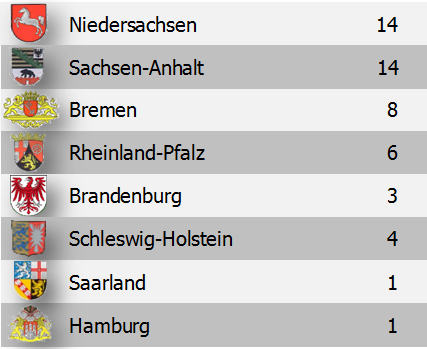 Niedersachsen 14
Sachsen-Anhalt 14
Bremen 8
Rheinland-Pfalz 6
Brandenburg 3
Schleswig-Holstein 4
Saarland 1
Hamburg 1